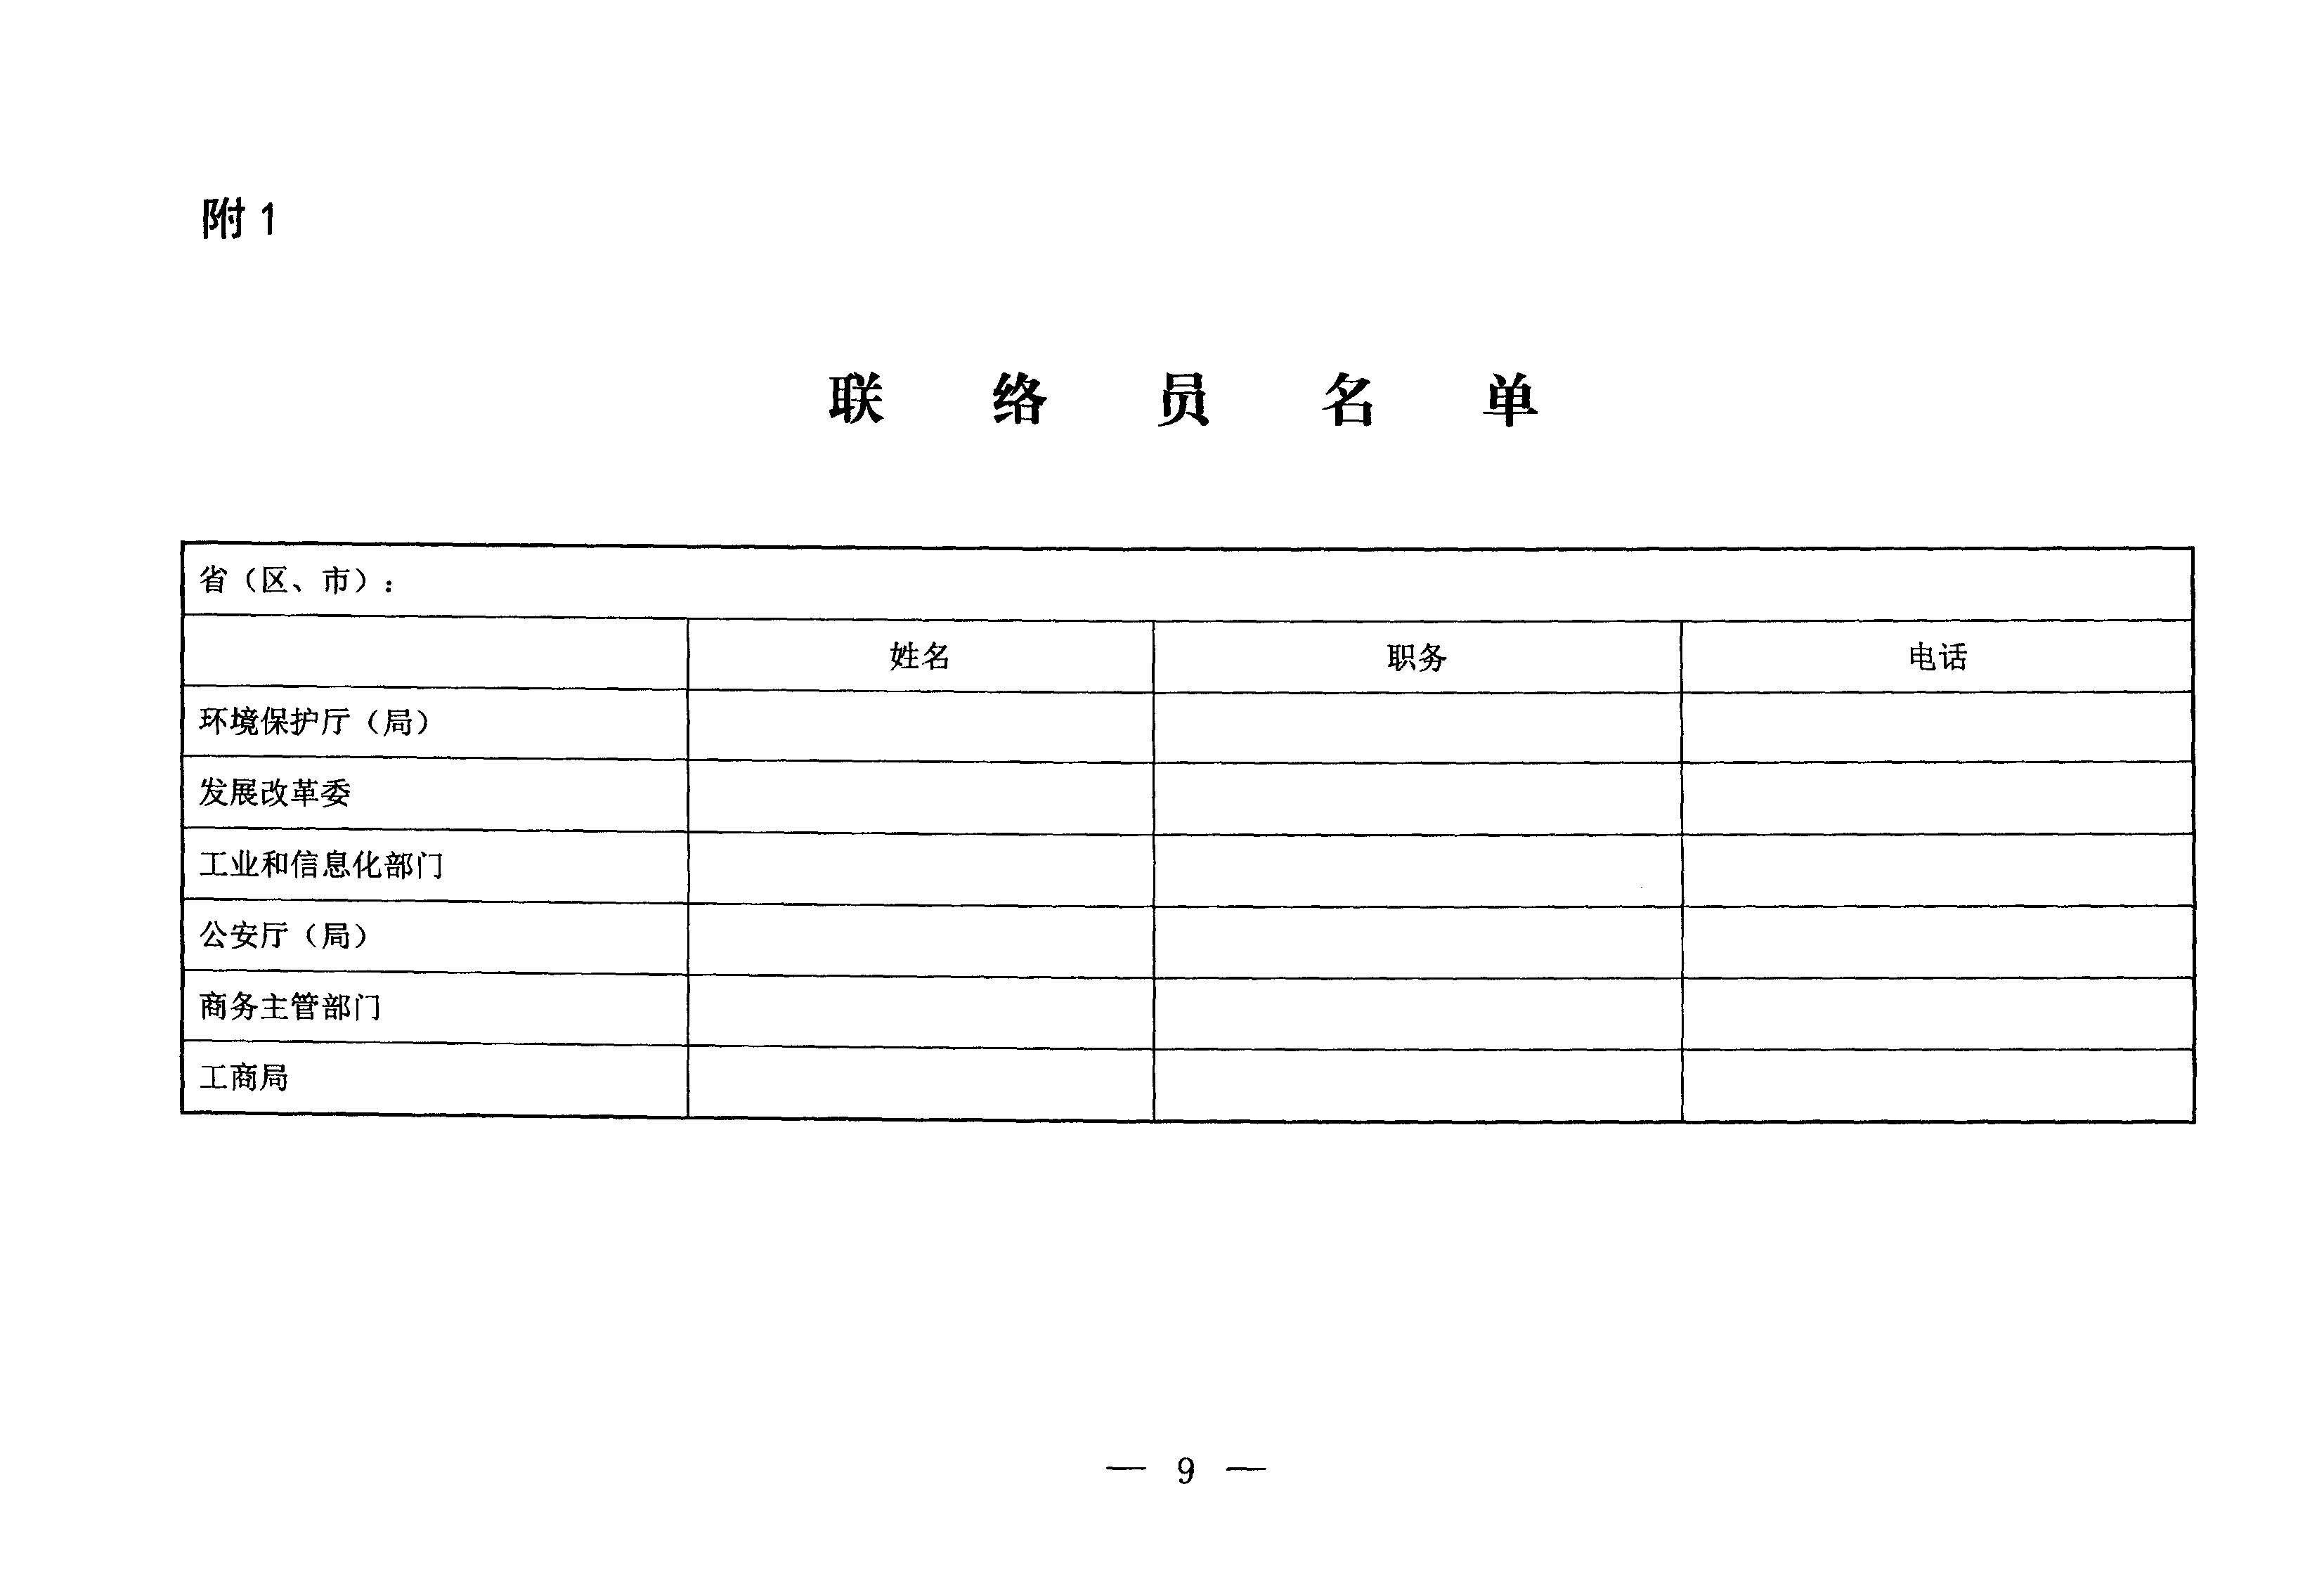 附1
联络员名单
省（区、市）：
姓名 职务 电话
环境保护厅（局）
发展改革委
工业和信息化部门
公安厅（局）
商务主管部门
工商局
— 9 —